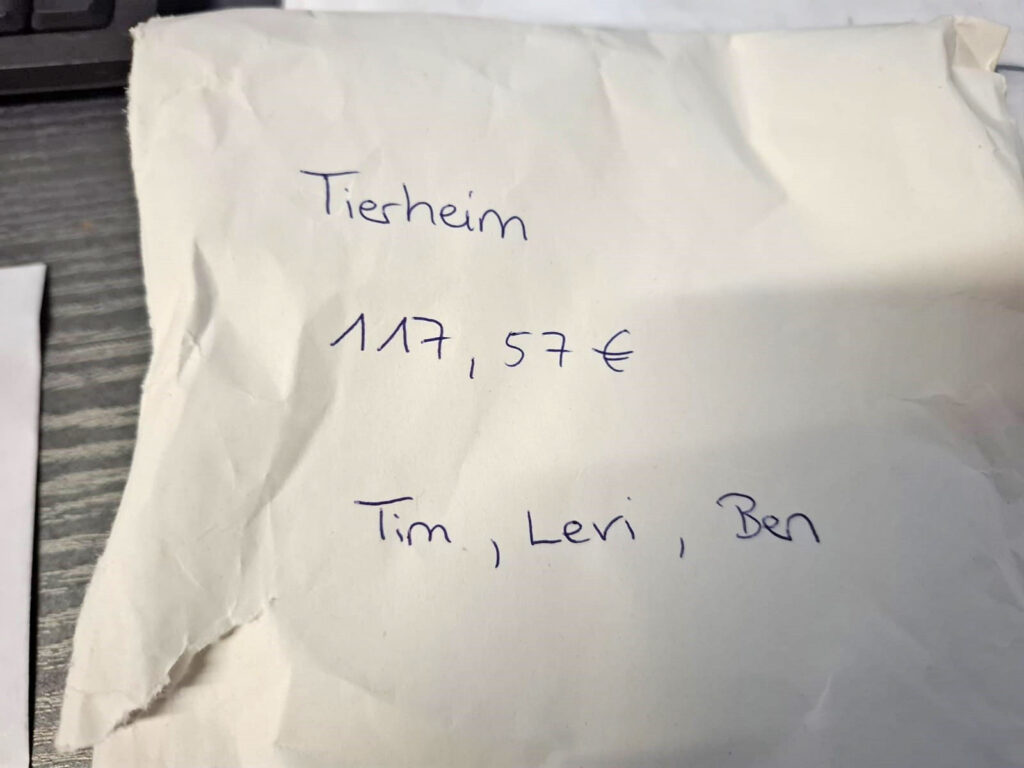 Tierheim
117,57 €
Tim, Levi, Ben